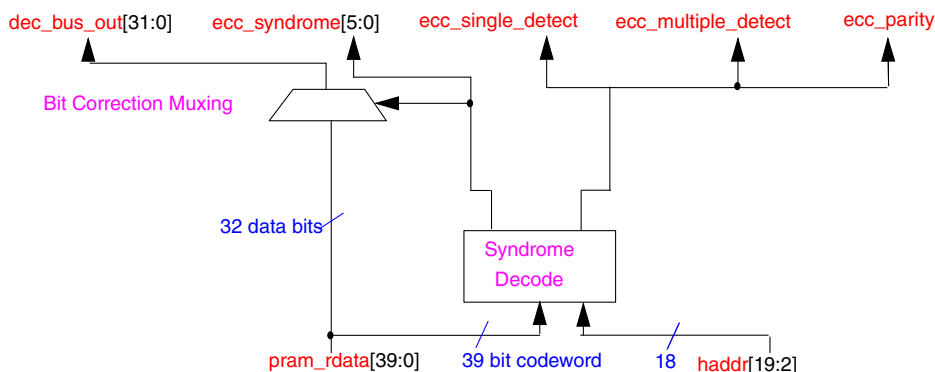 dec_bus_out[31:0] ecc_syndrome[5:0] ecc_single_detect ecc_multiple_detect ecc_parity
Bit Correction Muxing
32 data bits
Syndrome
Decode
pram_rdata[39:0] 39 bit codeword 18 haddr[19:2]